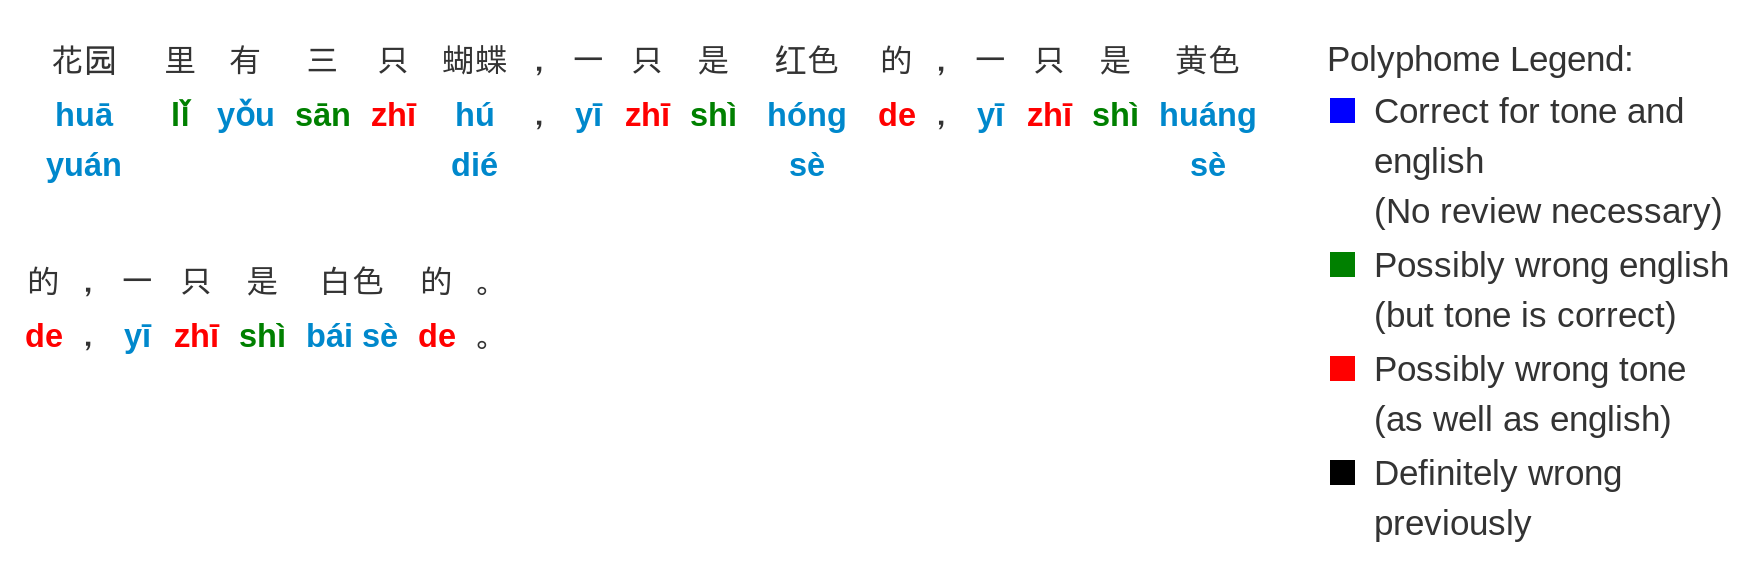 花园 里 有 三 只 蝴蝶 , 一 只 是 红色 的 , 一 只 是 黄色
huā lǐ yǒu sān zhī hú , yī zhī shì hóng de , yī zhī shì huáng
yuán dié sè sè
的 , 一 只 是 白色 的 。
de , yī zhī shì bái sè de 。
Polyphome Legend:
Correct for tone and
english
(No review necessary)
Possibly wrong english
(but tone is correct)
Possibly wrong tone
(as well as english)
Definitely wrong
previously